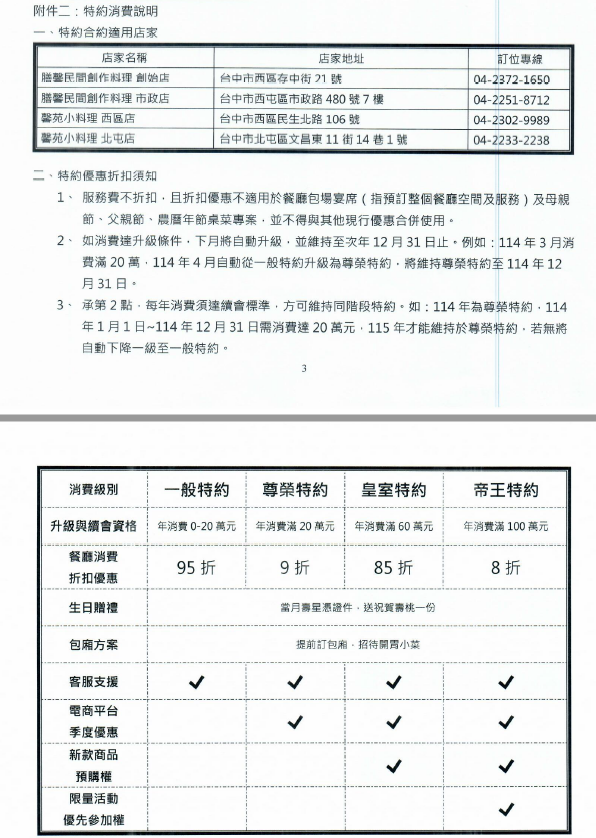 附件二：特約消費說明
一、特約合約適用店家
店家名稱 店家地址 訂位專線
膳馨民間創作料理 創始店 台中市西區存中街 21 號 04-2372-1650
膳馨民間創作料理 市政店 台中市西屯區市政路 480 號 7 樓 04-2251-8712
馨苑小料理 西區店 台中市西區民生北路 106 號 04-2302-9989
馨苑小料理 北屯店 台中市北屯區文昌東 11 街 14 巷 1 號 04-2233-2238
二、特約優惠折扣須知
1、 服務費不折扣，且折扣優惠不適用於餐廳包場宴席（指預訂整個餐廳空間及服務）及母親
節、父親節、農曆年節桌菜專案，並不得與其他現行優惠合併使用。
2、 如消費達升級條件，下月將自動升級，並維持至次年 12 月 31 日止。例如：114 年 3 月消
費滿 20 萬，114 年 4 月自動從一般特約升級為尊榮特約，將維持尊榮特約至 114 年 12
月 31 日。
3、 承第 2 點，每年消費須達續會標準，方可維持同階段特約。如：114 年為尊榮特約，114
年 1 月 1 日~114 年 12 月 31 日需消費達 20 萬元，115 年才能維持於尊榮特約，若無將
自動下降一級至一般特約。
3
消費級別 一般特約 尊榮特約 皇室特約 帝王特約
升級與續會資格 年消費 0-20 萬元 年消費滿 20 萬元 年消費滿 60 萬元 年消費滿 100 萬元
餐廳消費
折扣優惠 95 折 9 折 85 折 8 折
生日贈禮 當月壽星憑證件，送祝賀壽桃一份
包廂方案 提前訂包廂，招待開胃小菜
客服支援 ✓ ✓ ✓ ✓
電商平台
季度優惠 ✓ ✓ ✓
新款商品
預購權 ✓ ✓
限量活動
優先參加權 ✓